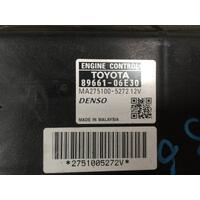 ENGINE CONTROL
TOYOTA
89661-06E30
MA275100-5272 12V
DENSO
MADE IN MALAYSIA
*2751005272V*